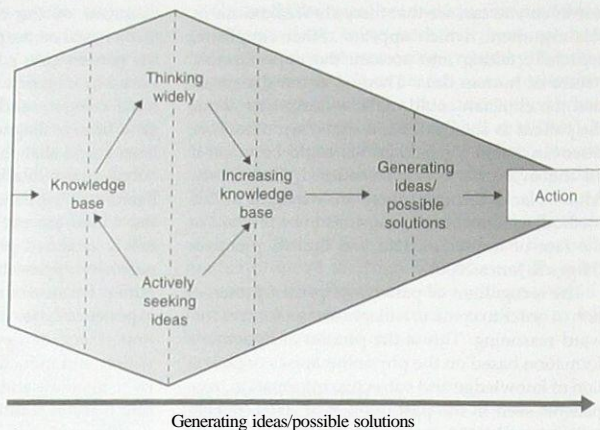 Thinking
widely
Knowledge
base
Increasing
knowledge
base
Generating
ideas/
possible
solutions
Action
Actively
seeking
ideas
Generating ideas/possible solutions